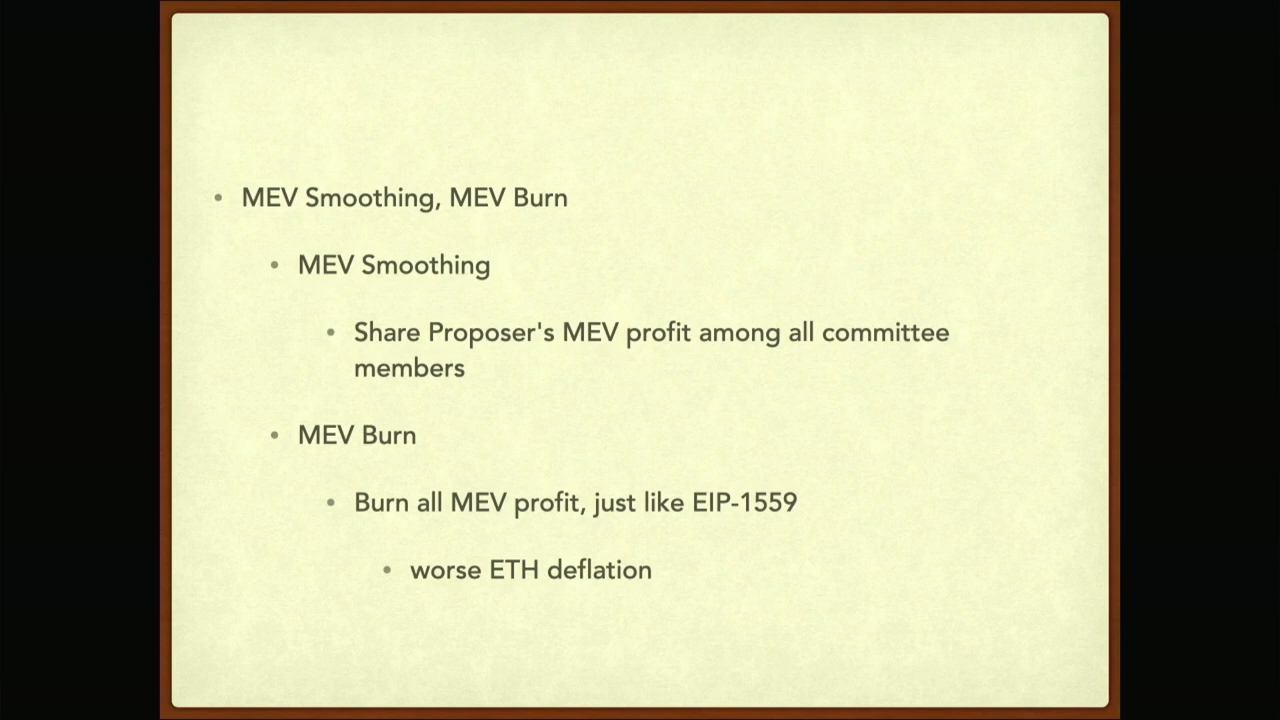 • MEV Smoothing, MEV Burn
• MEV Smoothing
• Share Proposer's MEV profit among all committee
members
• MEV Burn
• Burn all MEV profit, just like EIP-1559
• worse ETH deflation